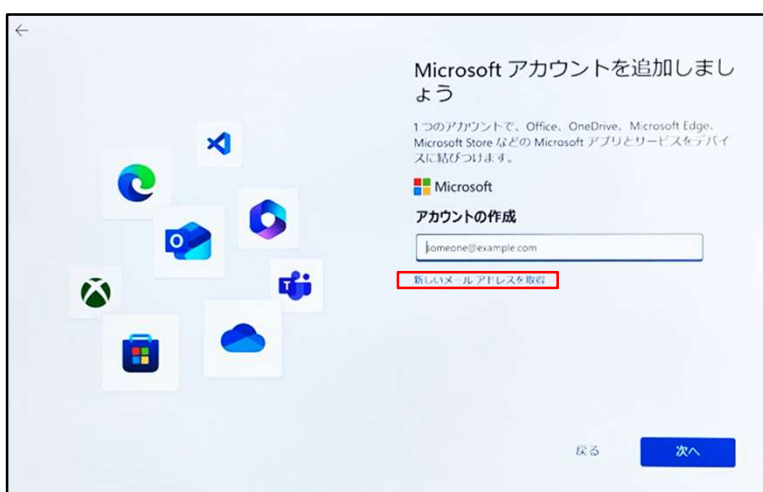 Microsoft アカウントを追加しまし
ょう
1 つのアカウントで、Office、OneDrive、Microsoft Edge、
Microsoft Store などの Microsoft アプリとサービスをデバイ
スに結びつけます。
Microsoft
アカウントの作成
someone@example.com
新しいメール アドレスを取得
戻る
次へ